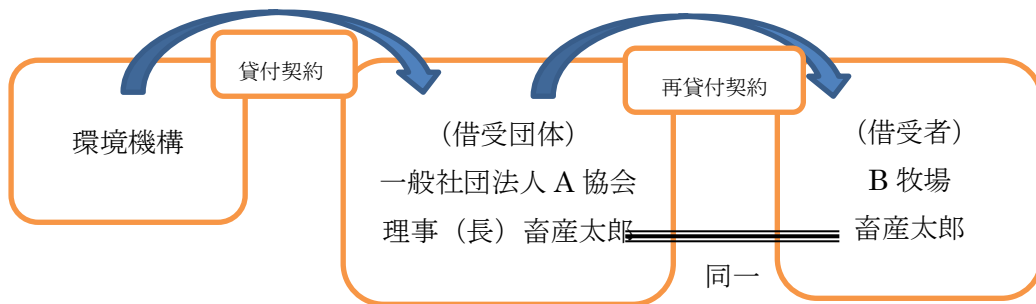 貸付契約
再貸付契約
環境機構
（借受団体）
一般社団法人 A 協会
理事（長）畜産太郎
（借受者）
B 牧場
畜産太郎
同一